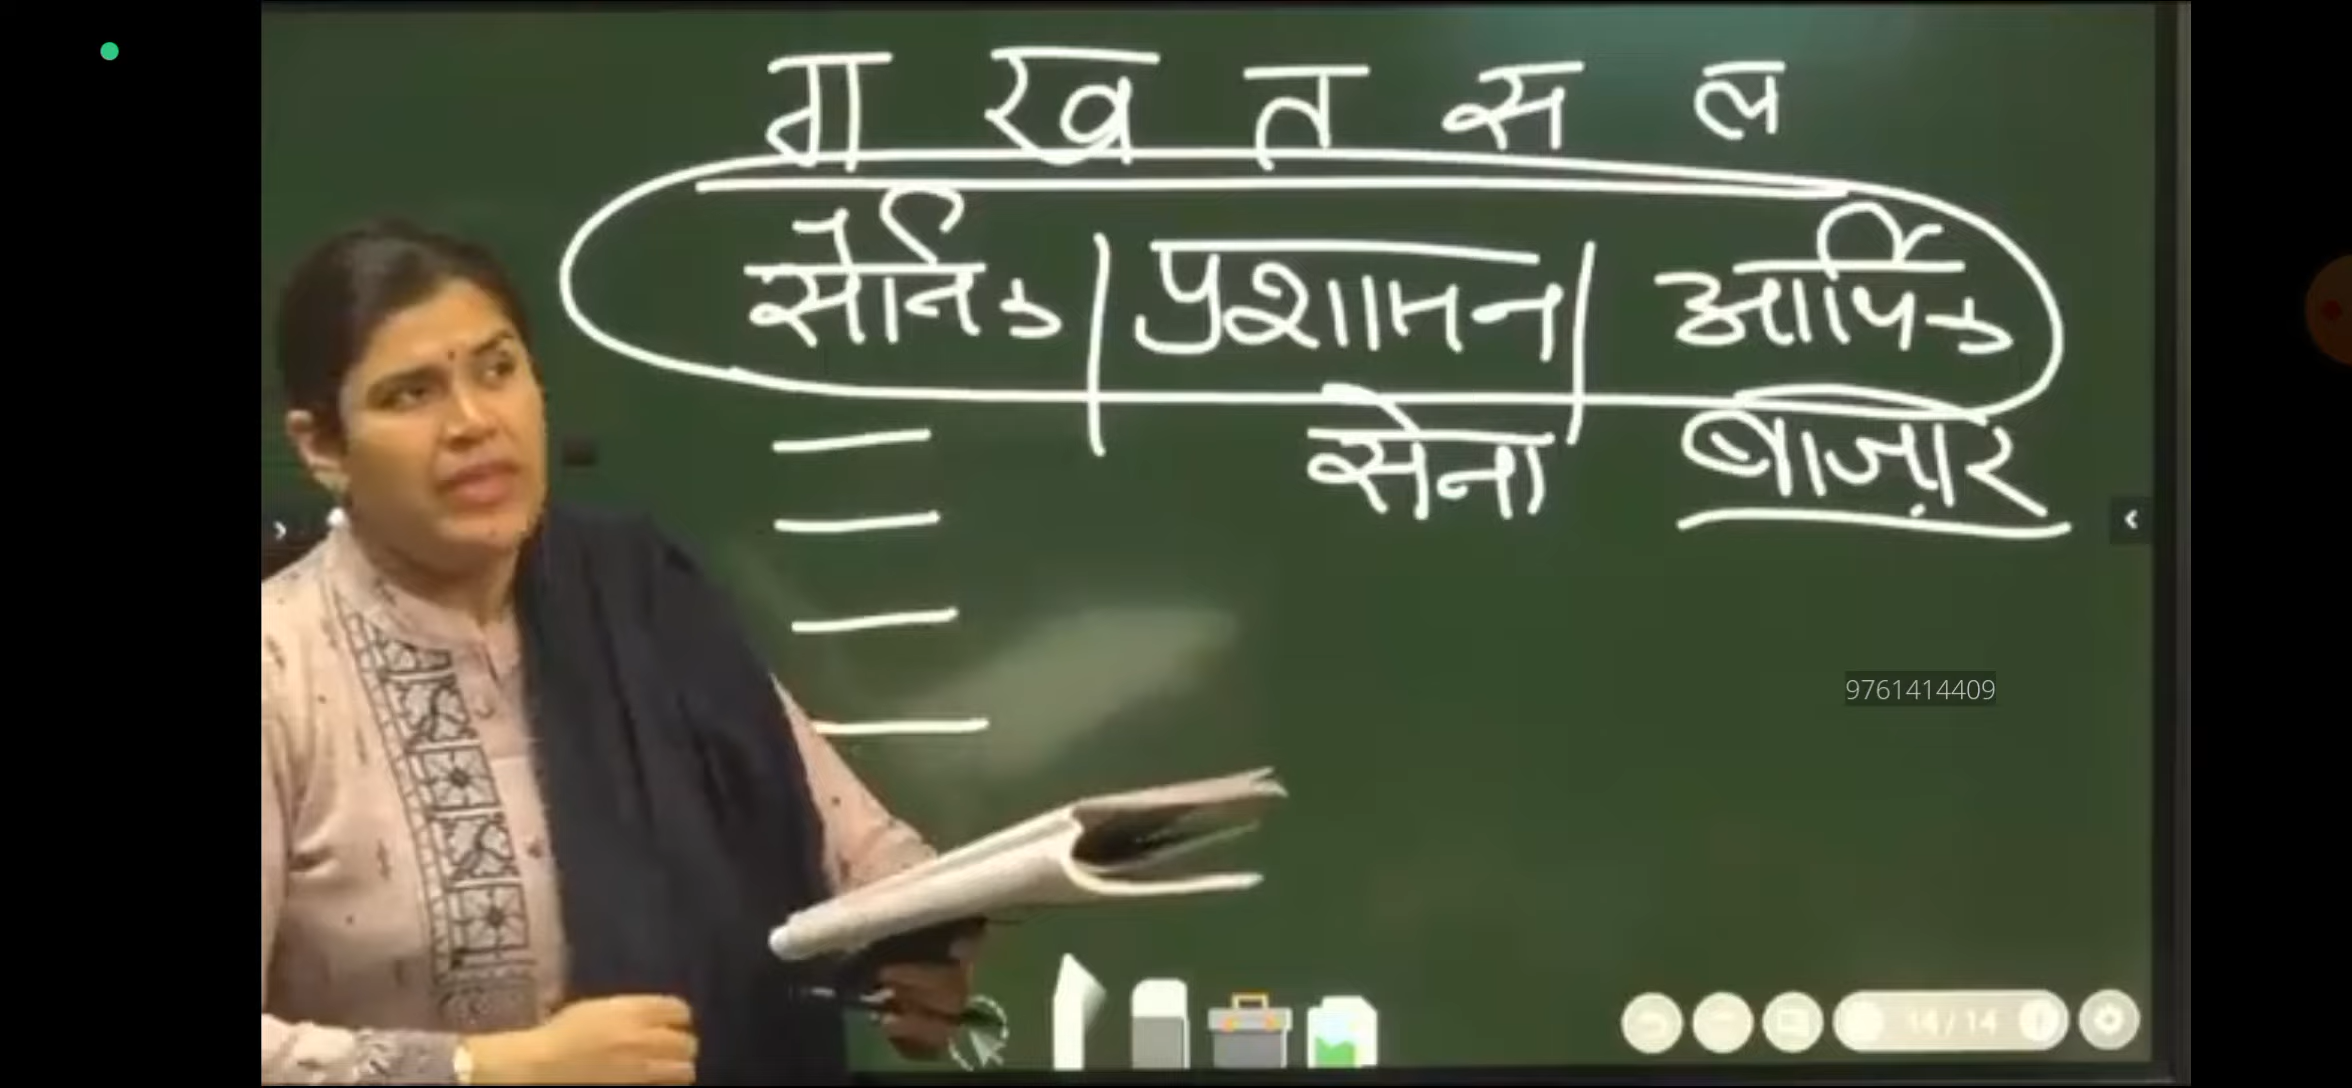 ग ख त स ल
सैनिक | प्रशासन | आर्थिक
सेना बाज़ार
9761414409
14/14